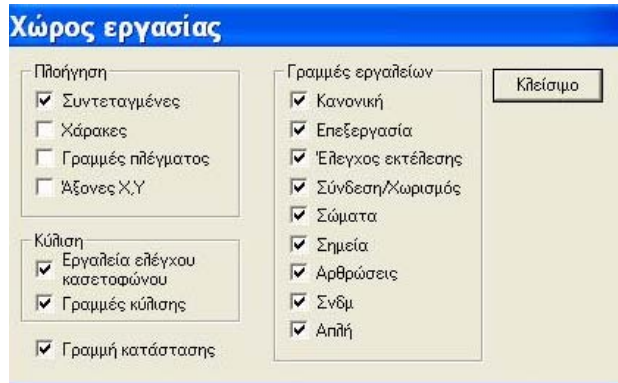 Χώρος εργασίας
Πλοήγηση
Συντεταγμένες
Χάρακες
Γραμμές πλέγματος
Άξονες Χ,Υ
Κύλιση
Εργαλεία ελέγχου
κασετοφώνου
Γραμμές κύλισης
Γραμμή κατάστασης
Γραμμές εργαλείων
Κανονική
Επεξεργασία
Έλεγχος εκτέλεσης
Σύνδεση/Χωρισμός
Σώματα
Σημεία
Αρθρώσεις
Σνδμ
Απλή
Κλείσιμο